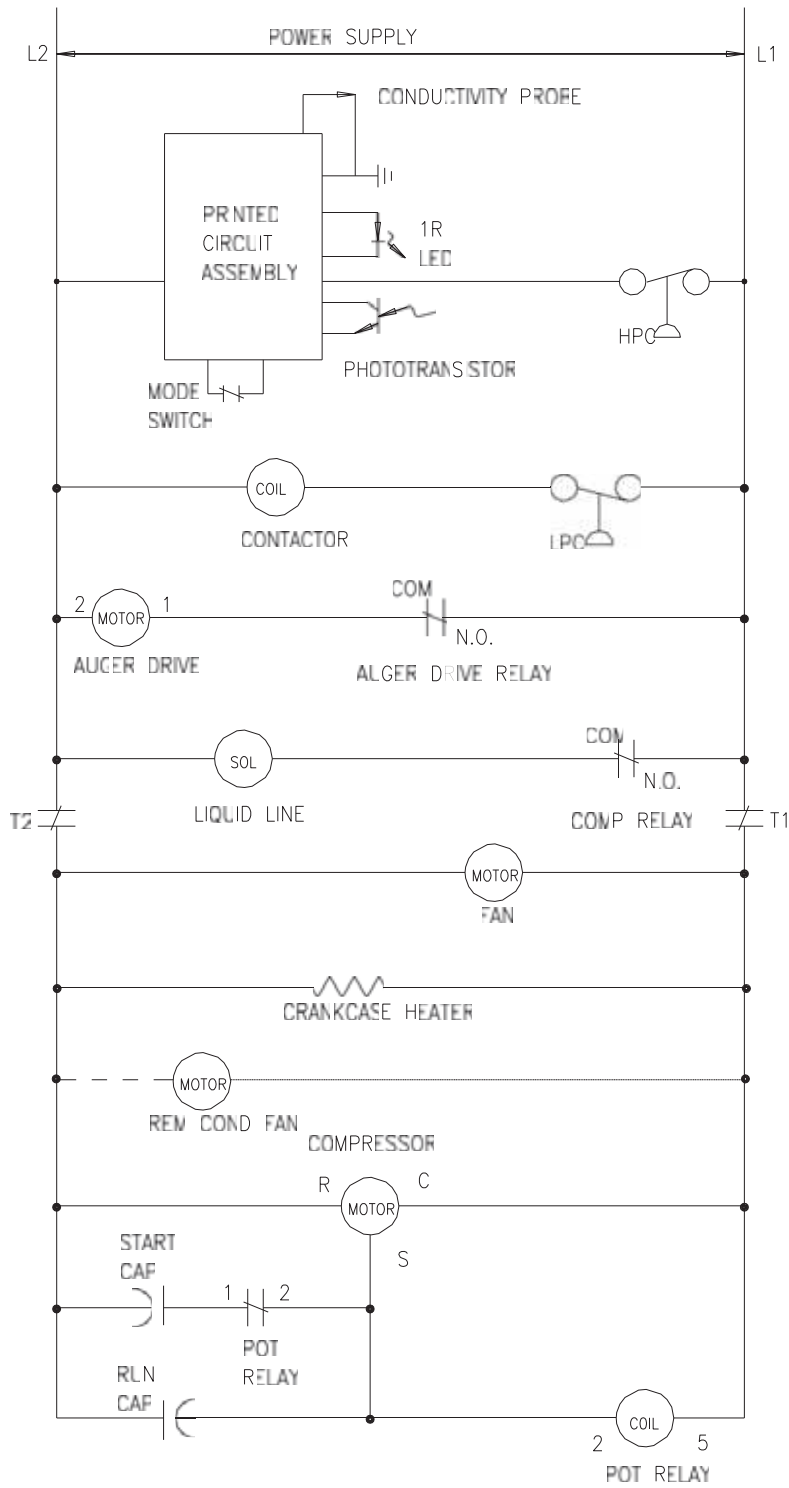 POWER SUPPLY
L2
L1
CONDUCTIVITY PROBE
PRINTED
CIRCUIT
ASSEMBLY
1R
LED
HPC
PHOTOTRANSISTOR
MODE
SWITCH
COIL
CONTACTOR
LPC
COM
2
MOTOR
1
N.O.
AUGER DRIVE
ALGER DRIVE RELAY
COM
SOL
N.O.
LIQUID LINE
COMP RELAY
T2
T1
MOTOR
FAN
CRANKCASE HEATER
MOTOR
REM COND FAN
COMPRESSOR
R
C
MOTOR
S
START
CAP
1
2
POT
RELAY
RUN
CAP
COIL
2
5
POT RELAY